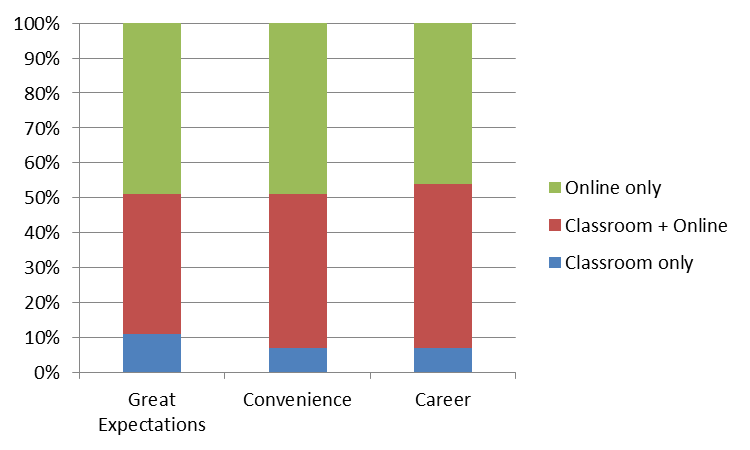 100%
90%
80%
70%
60%
50%
40%
30%
20%
10%
0%
Great
Expectations
Convenience
Career
Online only
Classroom + Online
Classroom only